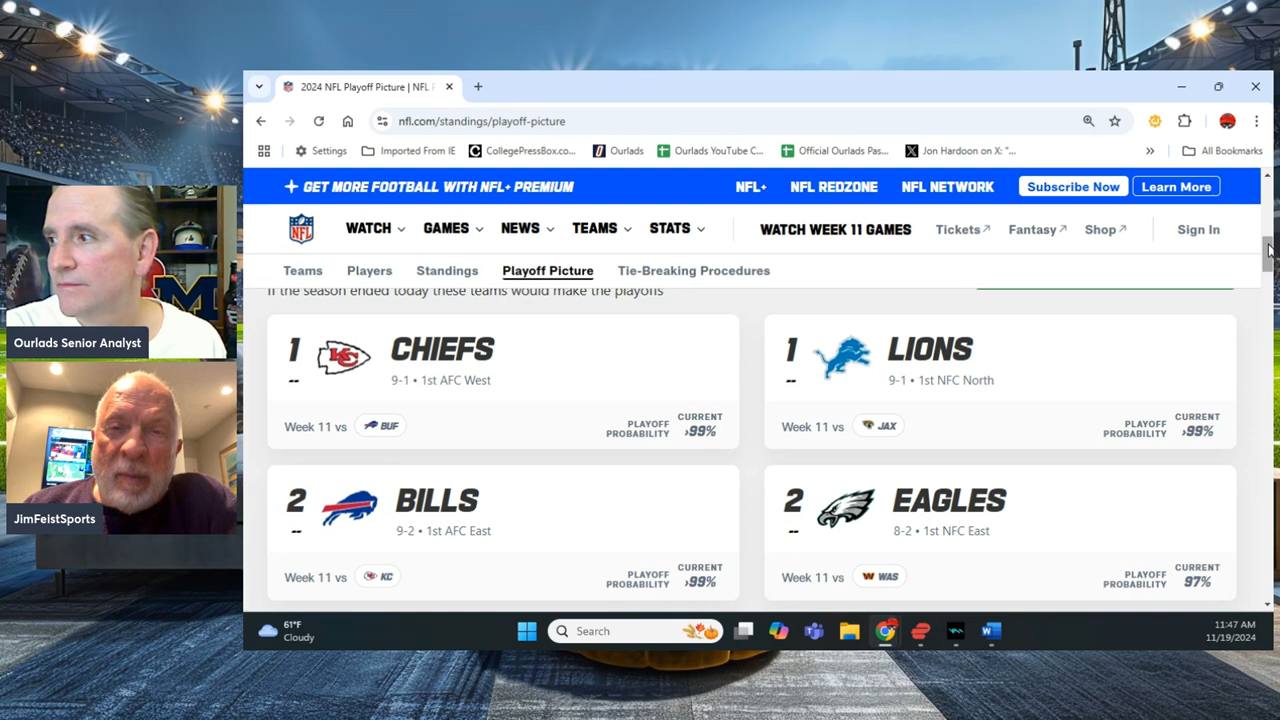 2024 NFL Playoff Picture | NFL F
nfl.com/standings/playoff-picture
Settings
Imported From IE
CollegePressBox.co...
Ourlads
Ourlads YouTube C...
Official Ourlads Pas...
Jon Hardoon on X: "...
»
All Bookmarks
GET MORE FOOTBALL WITH NFL+ PREMIUM
NFL+
NFL REDZONE
NFL NETWORK
Subscribe Now
Learn More
NFL
WATCH
GAMES
NEWS
TEAMS
STATS
WATCH WEEK 11 GAMES
Tickets
Fantasy
Shop
Sign In
Teams
Players
Standings
Playoff Picture
Tie-Breaking Procedures
If the season ended today these teams would make the playoffs
1
--
KC
CHIEFS
9-1 • 1st AFC West
Week 11 vs
BUF
PLAYOFF
PROBABILITY
CURRENT
>99%
1
--
LIONS
9-1 • 1st NFC North
Week 11 vs
JAX
PLAYOFF
PROBABILITY
CURRENT
>99%
2
--
BILLS
9-2 • 1st AFC East
Week 11 vs
KC
PLAYOFF
PROBABILITY
CURRENT
>99%
2
--
EAGLES
8-2 • 1st NFC East
Week 11 vs
WAS
PLAYOFF
PROBABILITY
CURRENT
97%
M
Ourlads Senior Analyst
JimFeistSports
61°F
Cloudy
Search
11:47 AM
11/19/2024